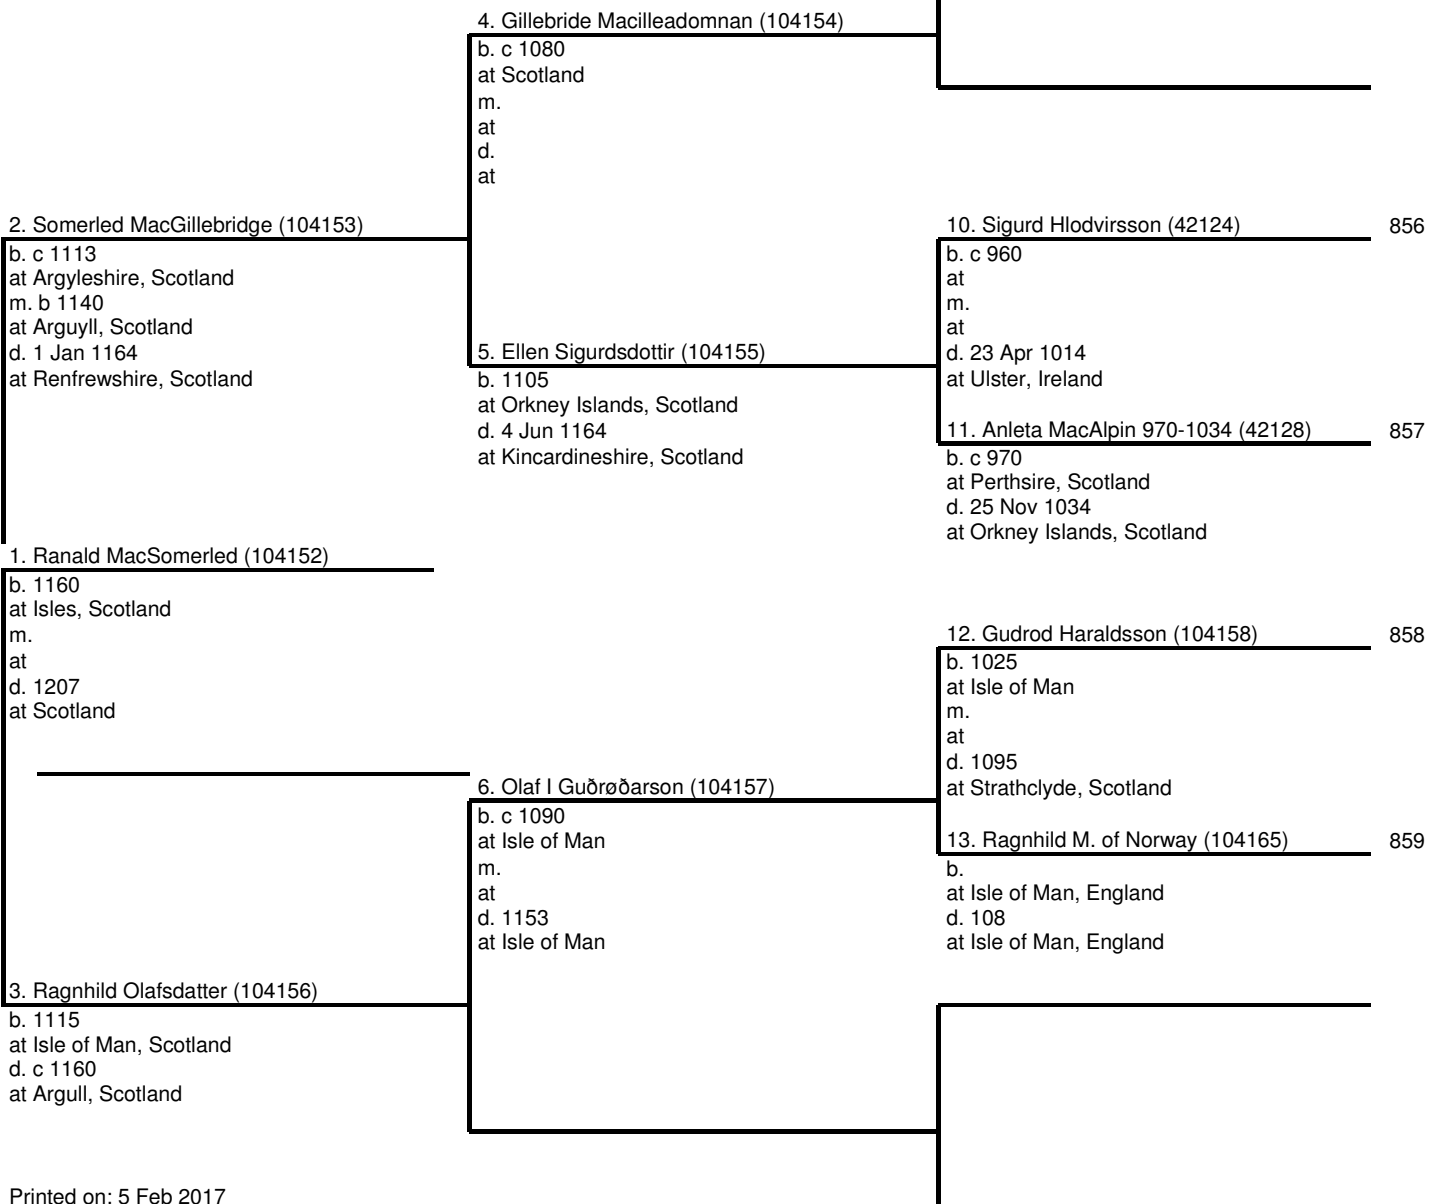 4. Gillebride Macilleadomnan (104154)
b. c 1080
at Scotland
m.
at
d.
at
2. Somerled MacGillebridge (104153)
b. c 1113
at Argyleshire, Scotland
m. b 1140
at Arguyll, Scotland
d. 1 Jan 1164
at Renfrewshire, Scotland
10. Sigurd Hlodvirsson (42124) 856
b. c 960
at
m.
at
d. 23 Apr 1014
at Ulster, Ireland
5. Ellen Sigurdsdottir (104155)
b. 1105
at Orkney Islands, Scotland
d. 4 Jun 1164
at Kincardineshire, Scotland
11. Anleta MacAlpin 970-1034 (42128) 857
b. c 970
at Perthsire, Scotland
d. 25 Nov 1034
at Orkney Islands, Scotland
1. Ranald MacSomerled (104152)
b. 1160
at Isles, Scotland
m.
at
d. 1207
at Scotland
12. Gudrod Haraldsson (104158) 858
b. 1025
at Isle of Man
m.
at
d. 1095
at Strathclyde, Scotland
6. Olaf I Guðrøðarson (104157)
b. c 1090
at Isle of Man
m.
at
d. 1153
at Isle of Man
13. Ragnhild M. of Norway (104165) 859
b.
at Isle of Man, England
d. 108
at Isle of Man, England
3. Ragnhild Olafsdatter (104156)
b. 1115
at Isle of Man, Scotland
d. c 1160
at Argull, Scotland
Printed on: 5 Feb 2017